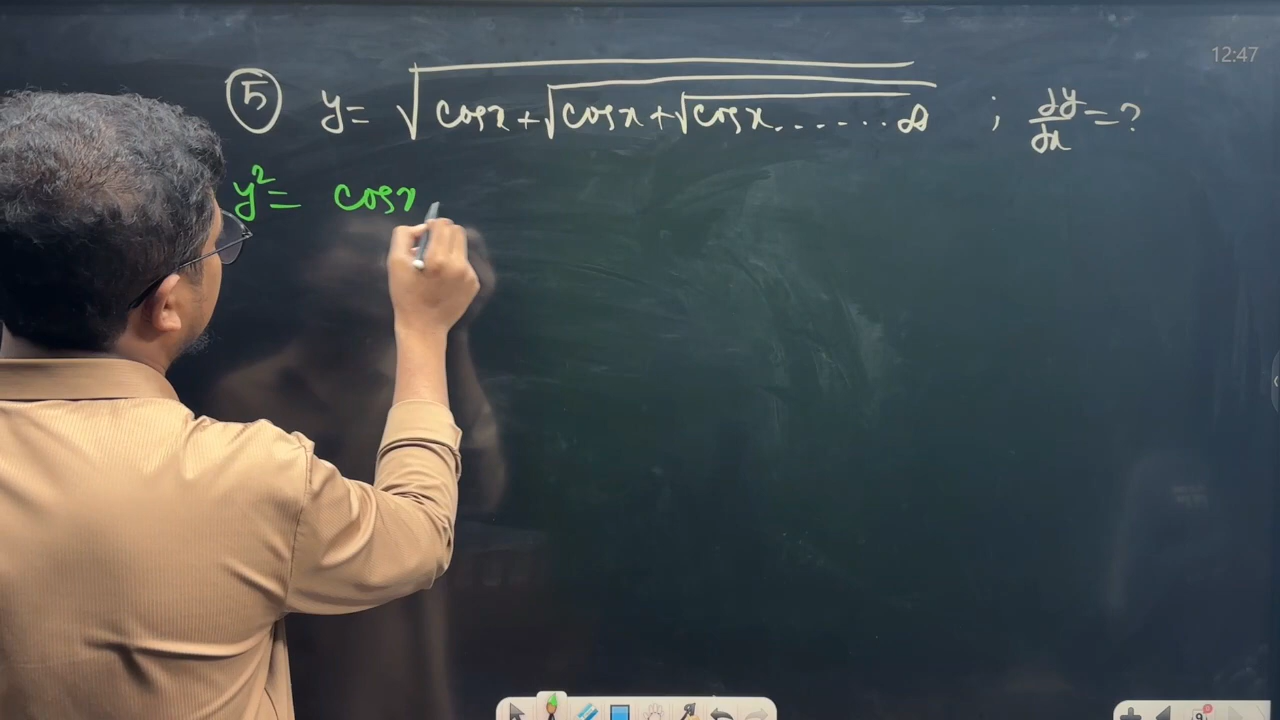 12:47
⑤ y = √(cosx + √(cosx + √(cosx ....... ∞ ; dy/dx = ?
y² = cosx